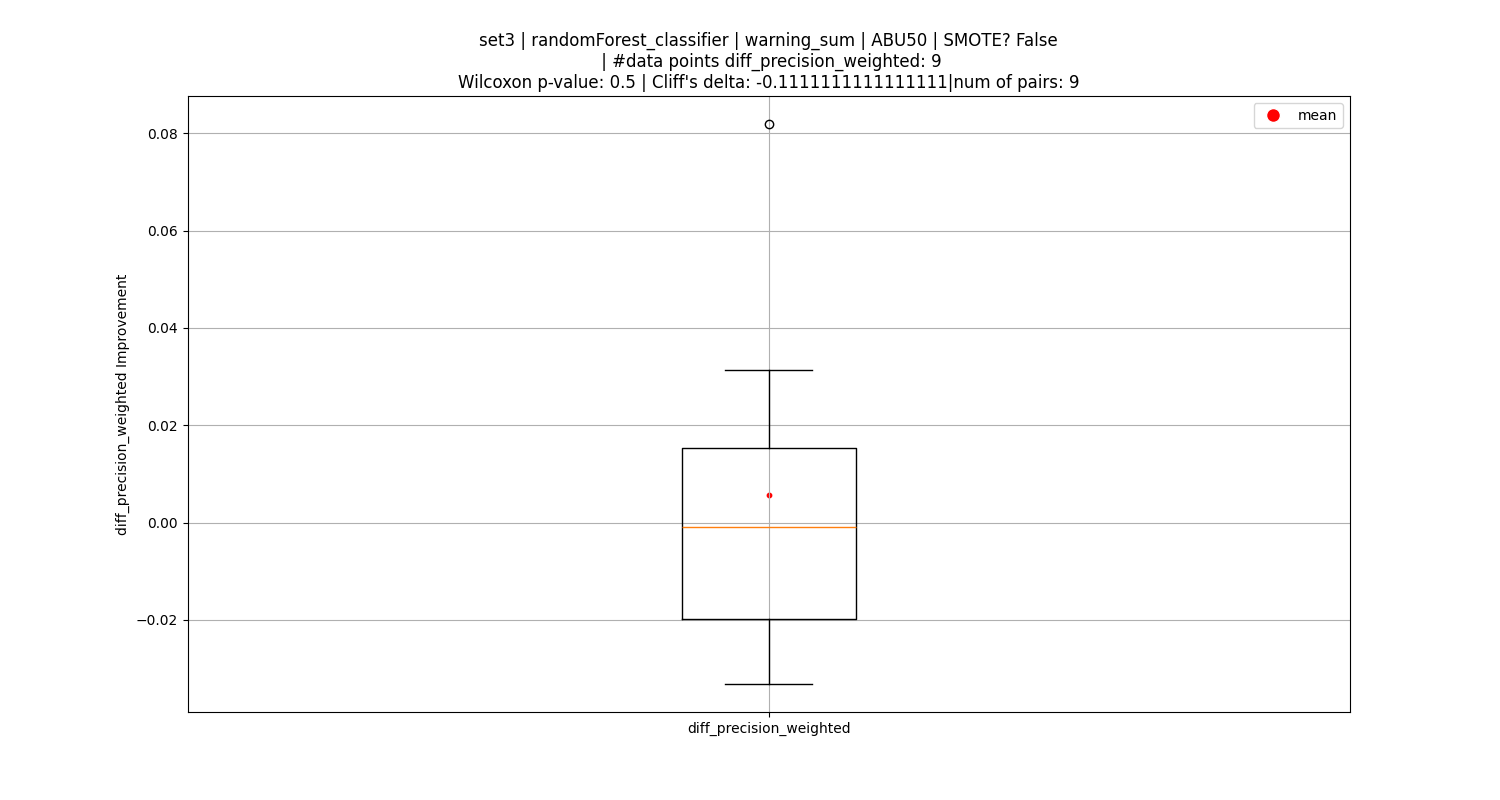 set3 | randomForest_classifier | warning_sum | ABU50 | SMOTE? False
| #data points diff_precision_weighted: 9
Wilcoxon p-value: 0.5 | Cliff's delta: -0.1111111111111111|num of pairs: 9
mean
0.08
0.06
0.04
0.02
0.00
−0.02
diff_precision_weighted Improvement
diff_precision_weighted